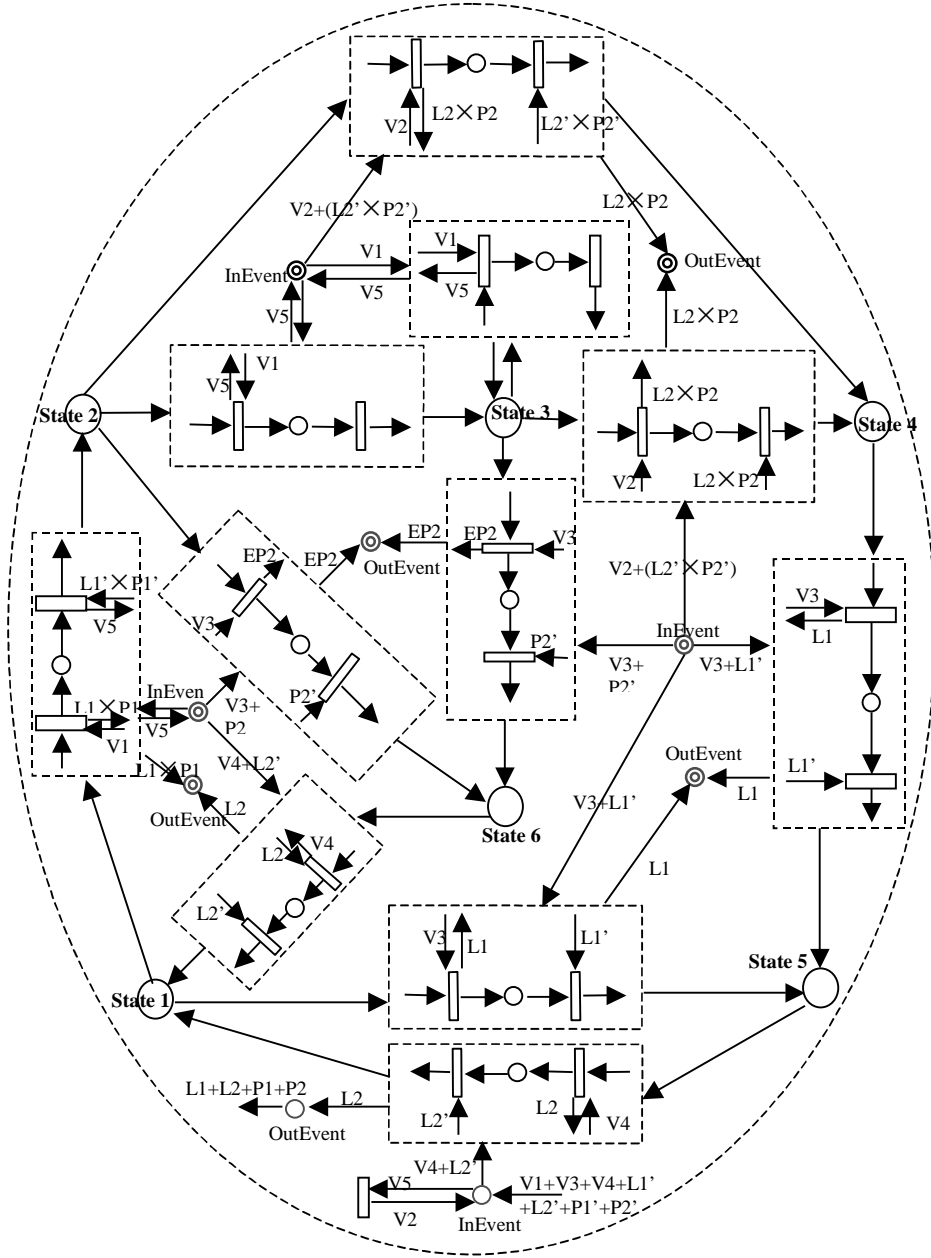 L2×P2
V2
L2'×P2'
V2+(L2'×P2')
L2×P2
V1
V1
InEvent
OutEvent
V5
V5
V5
L2×P2
V1
V5
L2×P2
State 2
State 3
State 4
V2
L2×P2
EP2
EP2
EP2
V3
OutEvent
V2+(L2'×P2')
L1'×P1'
V5
V3
V3
L1
InEvent
P2'
V3+
P2'
V3+L1'
P2'
InEven
V3+
P2
L1×P1
V5
V1
OutEvent
L1×P1
V4+L2'
L1'
L1
L2
OutEvent
V3+L1'
State 6
V4
L2
L1
L2'
V3
L1
L1'
State 5
State 1
L1+L2+P1+P2
L2
OutEvent
L2'
L2
V4
V4+L2'
V5
V2
V1+V3+V4+L1'
+L2'+P1'+P2'
InEvent